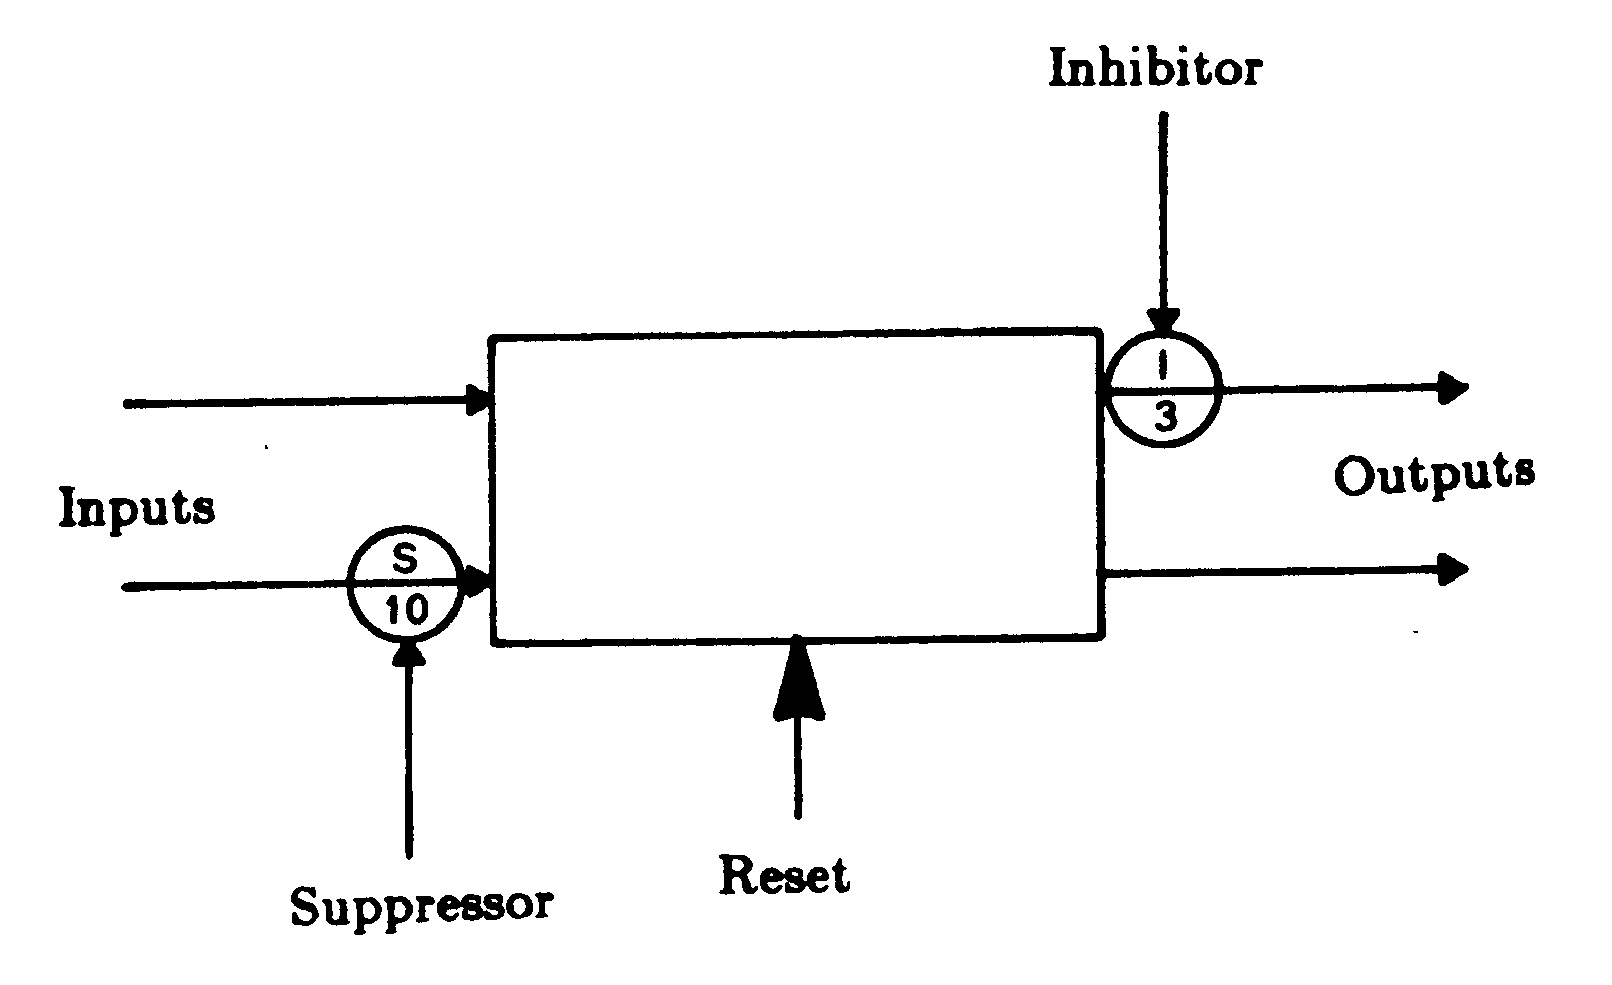 Inhibitor
I
3
Inputs
Outputs
S
10
Reset
Suppressor